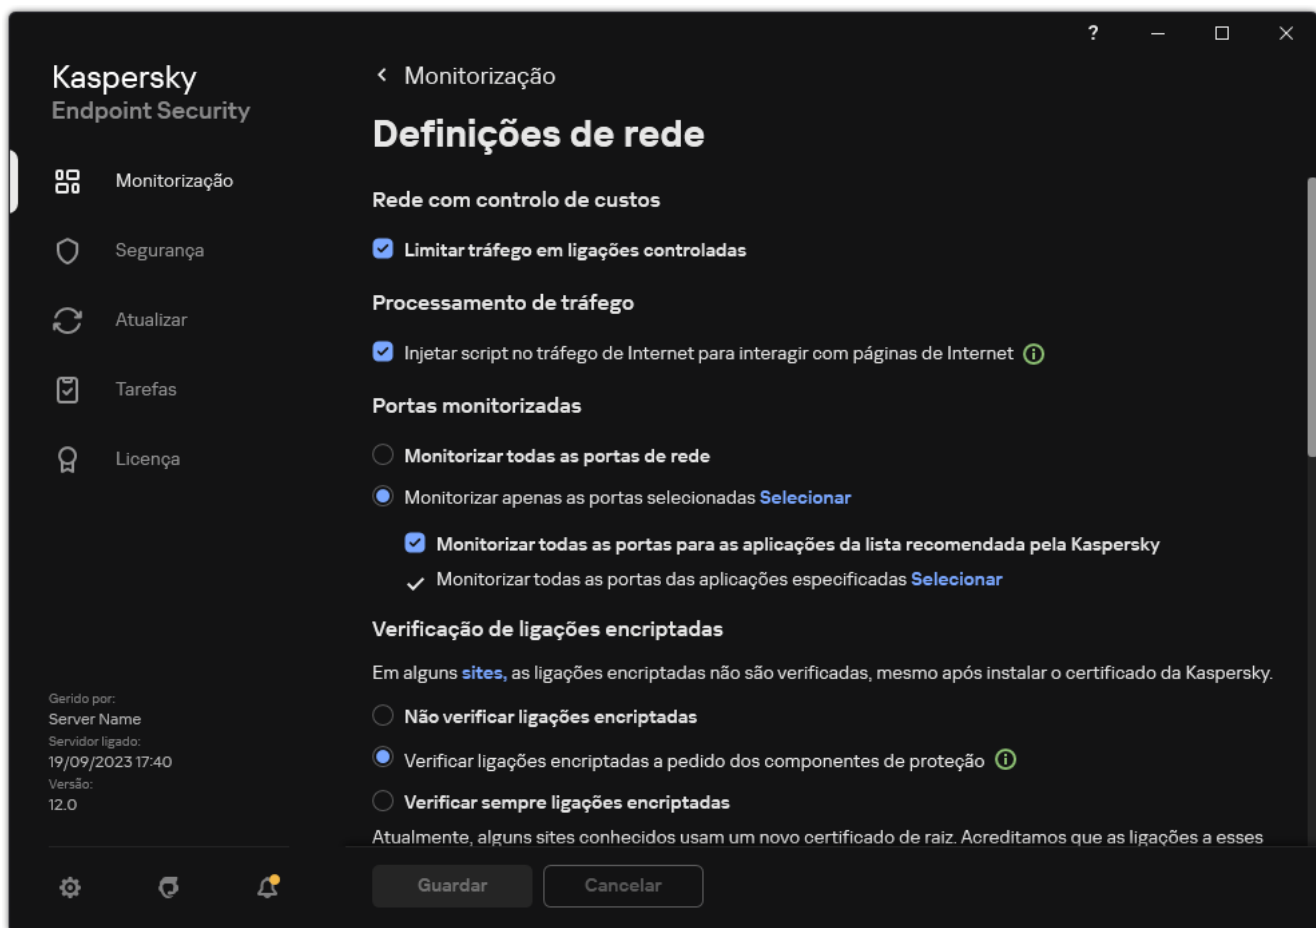 ?
Kaspersky
Endpoint Security
Monitorização
Segurança
Atualizar
Tarefas
Licença
Gerido por:
Server Name
Servidor ligado:
19/09/2023 17:40
Versão:
12.0
Monitorização
Definições de rede
Rede com controlo de custos
Limitar tráfego em ligações controladas
Processamento de tráfego
Injetar script no tráfego de Internet para interagir com páginas de Internet
Portas monitorizadas
Monitorizar todas as portas de rede
Monitorizar apenas as portas selecionadas Selecionar
Monitorizar todas as portas para as aplicações da lista recomendada pela Kaspersky
Monitorizar todas as portas das aplicações especificadas Selecionar
Verificação de ligações encriptadas
Em alguns sites, as ligações encriptadas não são verificadas, mesmo após instalar o certificado da Kaspersky.
Não verificar ligações encriptadas
Verificar ligações encriptadas a pedido dos componentes de proteção
Verificar sempre ligações encriptadas
Atualmente, alguns sites conhecidos usam um novo certificado de raiz. Acreditamos que as ligações a esses
Guardar
Cancelar